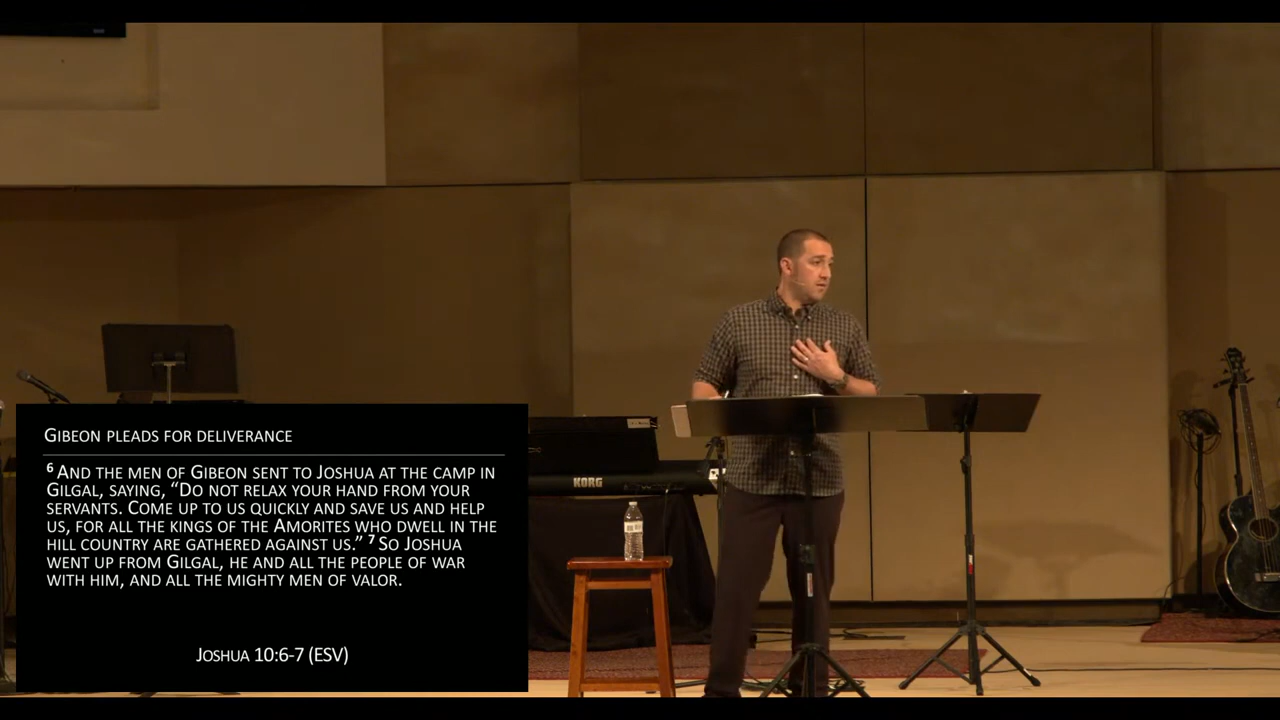 GIBEON PLEADS FOR DELIVERANCE
6 AND THE MEN OF GIBEON SENT TO JOSHUA AT THE CAMP IN
GILGAL, SAYING, “DO NOT RELAX YOUR HAND FROM YOUR
SERVANTS. COME UP TO US QUICKLY AND SAVE US AND HELP
US, FOR ALL THE KINGS OF THE AMORITES WHO DWELL IN THE
HILL COUNTRY ARE GATHERED AGAINST US.” 7 SO JOSHUA
WENT UP FROM GILGAL, HE AND ALL THE PEOPLE OF WAR
WITH HIM, AND ALL THE MIGHTY MEN OF VALOR.
JOSHUA 10:6-7 (ESV)
KORG